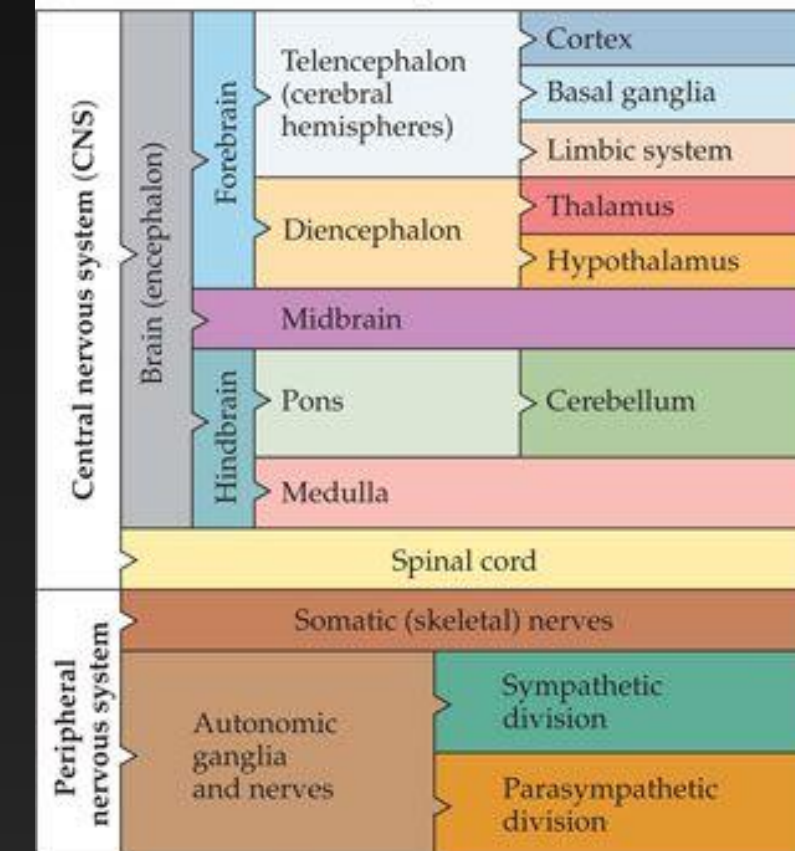 Central nervous system (CNS)
Brain (encephalon)
Forebrain
Telencephalon
(cerebral
hemispheres)
Cortex
Basal ganglia
Limbic system
Diencephalon
Thalamus
Hypothalamus
Midbrain
Hindbrain
Pons
Cerebellum
Medulla
Spinal cord
Peripheral
nervous system
Somatic (skeletal) nerves
Autonomic
ganglia
and nerves
Sympathetic
division
Parasympathetic
division